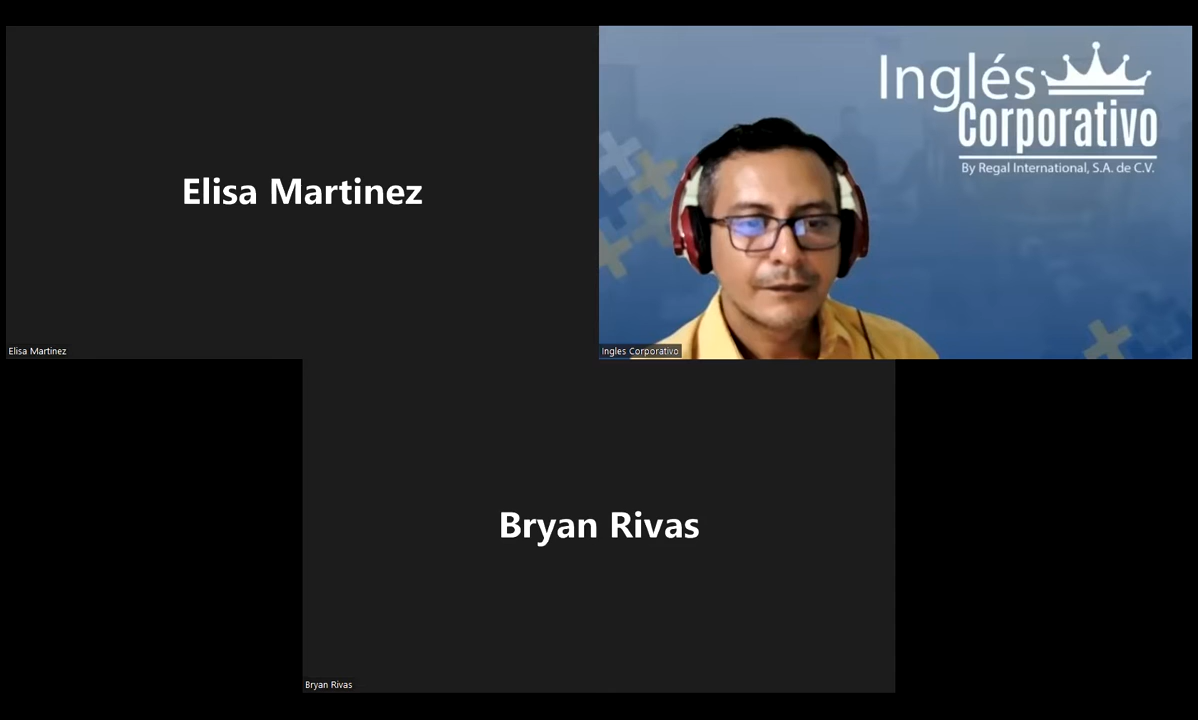 Elisa Martinez
Elisa Martinez
Inglés
Corporativo
By Regal International, S.A. de C.V.
Ingles Corporativo
Bryan Rivas
Bryan Rivas